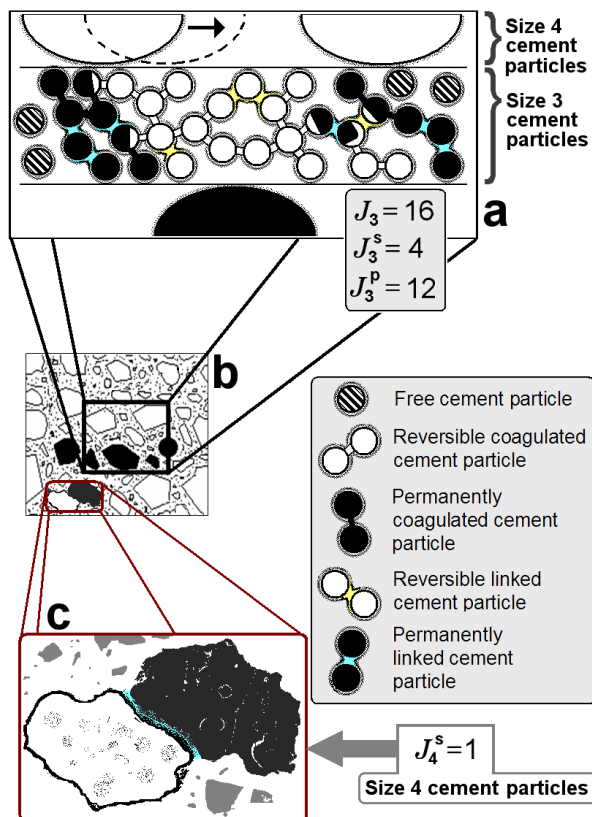 Size 4
cement
particles
Size 3
cement
particles
a
J₃ = 16
J₃ˢ = 4
J₃ᵖ = 12
b
Free cement particle
Reversible coagulated
cement particle
Permanently
coagulated cement
particle
Reversible linked
cement particle
Permanently
linked cement
particle
c
J₄ˢ = 1
Size 4 cement particles